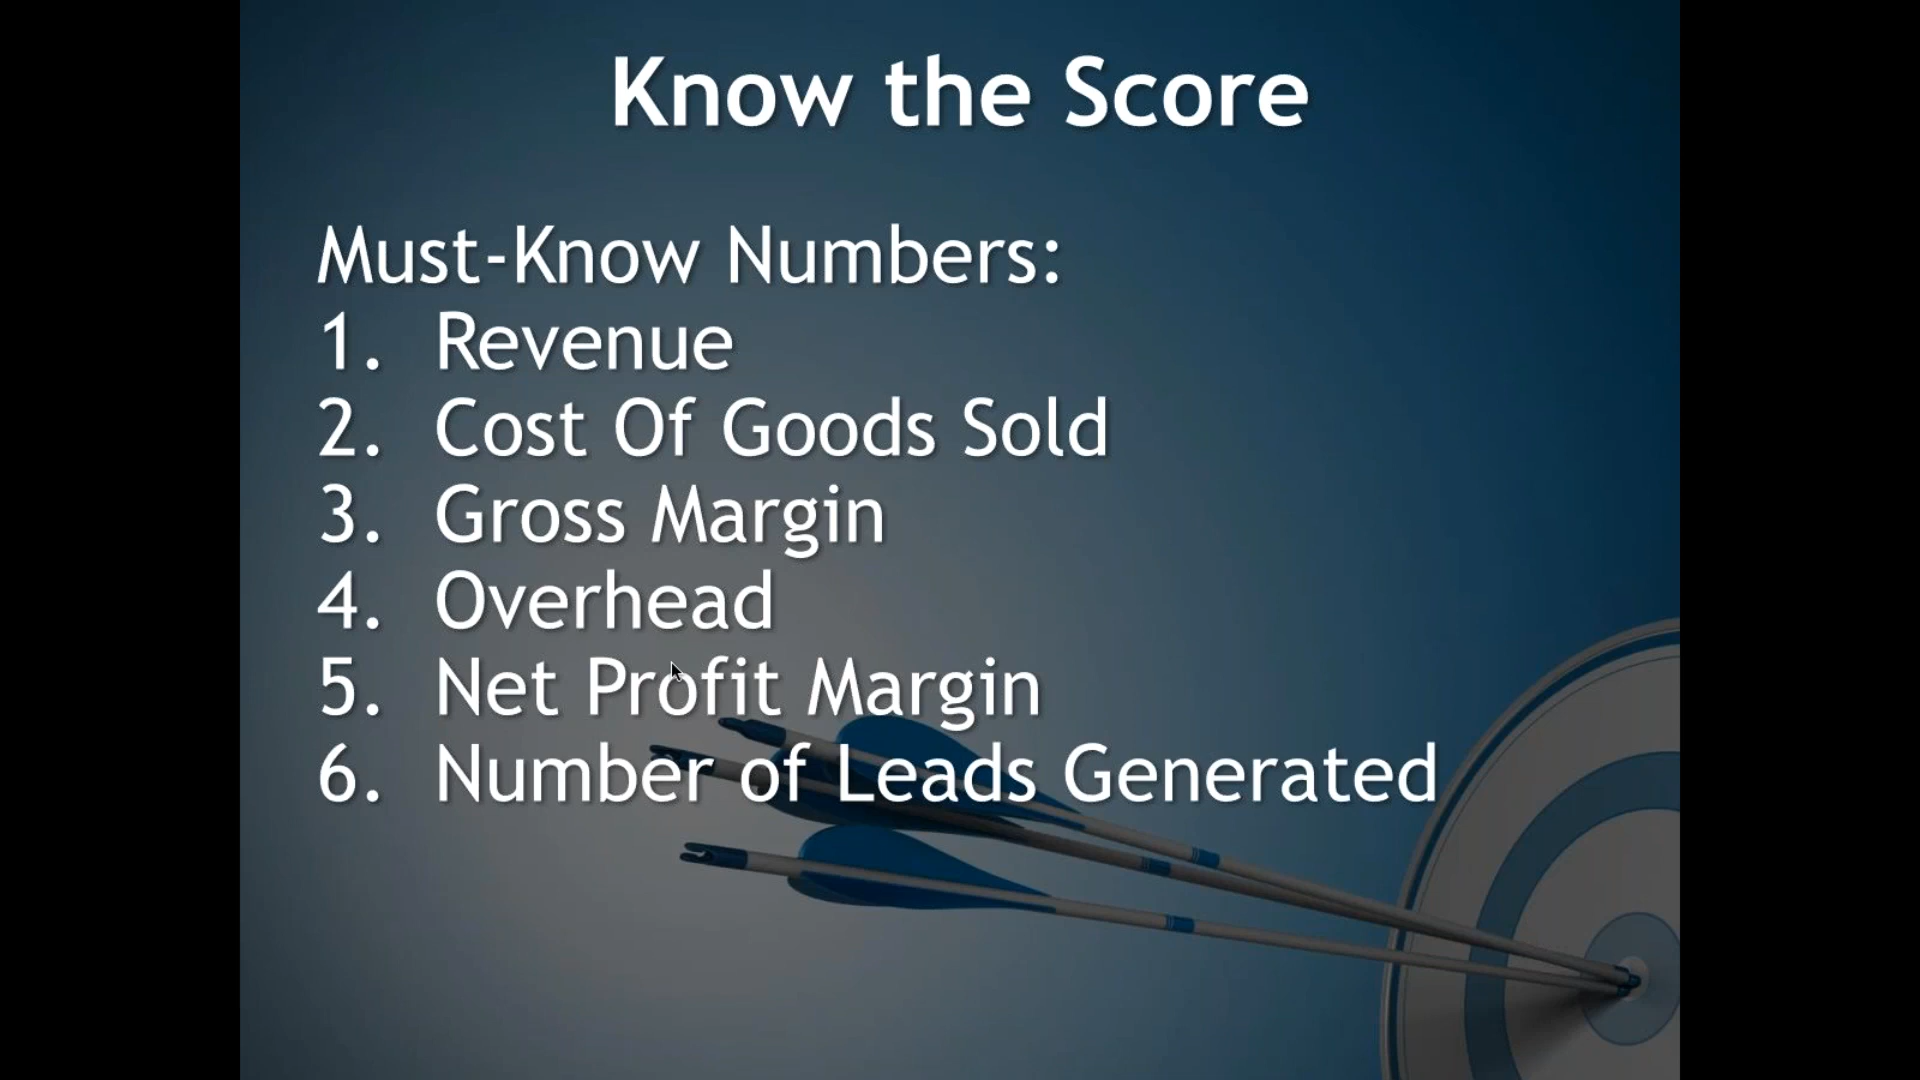 Know the Score
Must-Know Numbers:
1. Revenue
2. Cost Of Goods Sold
3. Gross Margin
4. Overhead
5. Net Profit Margin
6. Number of Leads Generated